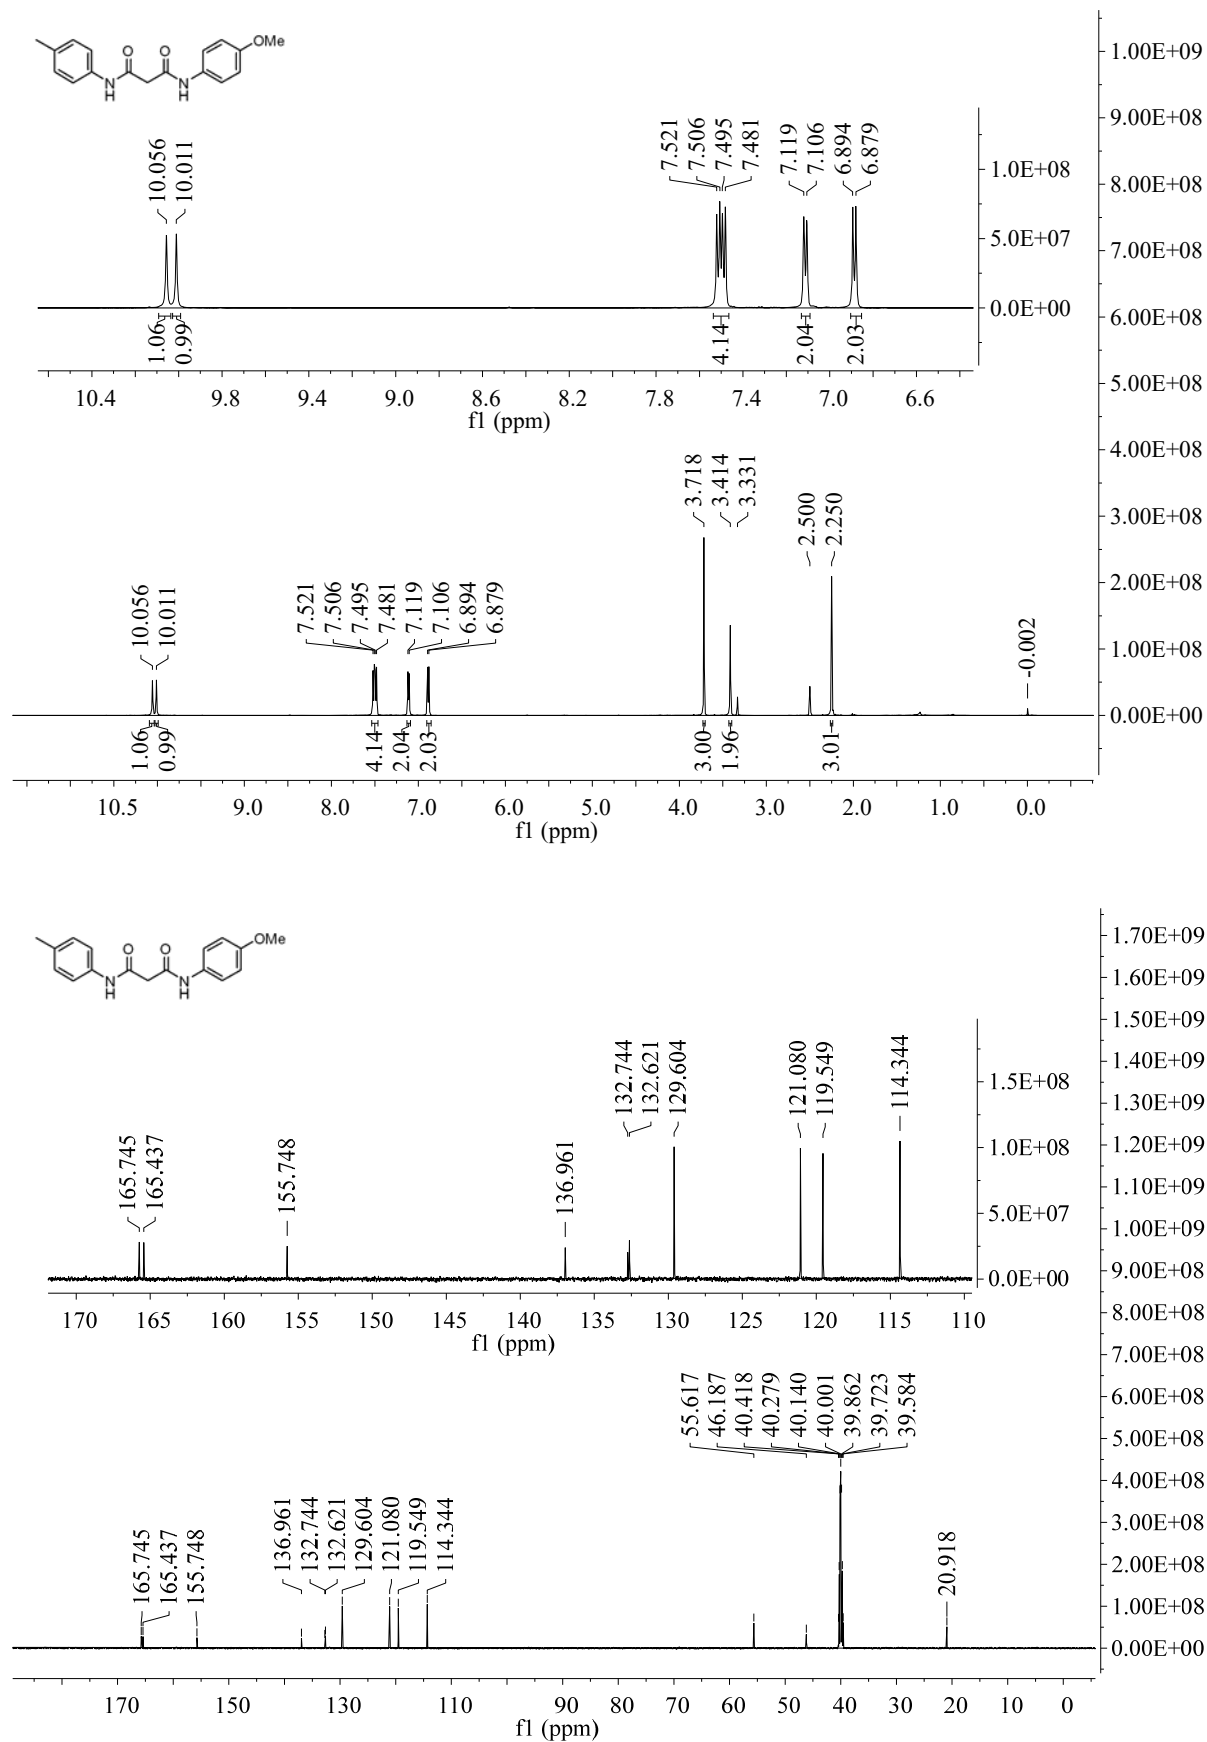 O O OMe
N N
H H
10.056
10.011
7.521
7.506
7.495
7.481
7.119
7.106
6.894
6.879
1.0E+08
5.0E+07
0.0E+00
1.06
0.99
4.14
2.04
2.03
10.4 9.8 9.4 9.0 8.6 8.2 7.8 7.4 7.0 6.6
f1 (ppm)
1.00E+09
9.00E+08
8.00E+08
7.00E+08
6.00E+08
5.00E+08
4.00E+08
3.00E+08
2.00E+08
1.00E+08
0.00E+00
10.056
10.011
7.521
7.506
7.495
7.481
7.119
7.106
6.894
6.879
3.718
3.414
3.331
2.500
2.250
-0.002
1.06
0.99
4.14
2.04
2.03
3.00
1.96
3.01
10.5 9.0 8.0 7.0 6.0 5.0 4.0 3.0 2.0 1.0 0.0
f1 (ppm)
O O OMe
N N
H H
165.745
165.437
155.748
136.961
132.744
132.621
129.604
121.080
119.549
114.344
1.5E+08
1.0E+08
5.0E+07
0.0E+00
170 165 160 155 150 145 140 135 130 125 120 115 110
f1 (ppm)
1.70E+09
1.60E+09
1.50E+09
1.40E+09
1.30E+09
1.20E+09
1.10E+09
1.00E+09
9.00E+08
8.00E+08
7.00E+08
6.00E+08
5.00E+08
4.00E+08
3.00E+08
2.00E+08
1.00E+08
0.00E+00
165.745
165.437
155.748
136.961
132.744
132.621
129.604
121.080
119.549
114.344
55.617
46.187
40.418
40.279
40.140
40.001
39.862
39.723
39.584
20.918
170 150 130 110 90 80 70 60 50 40 30 20 10 0
f1 (ppm)